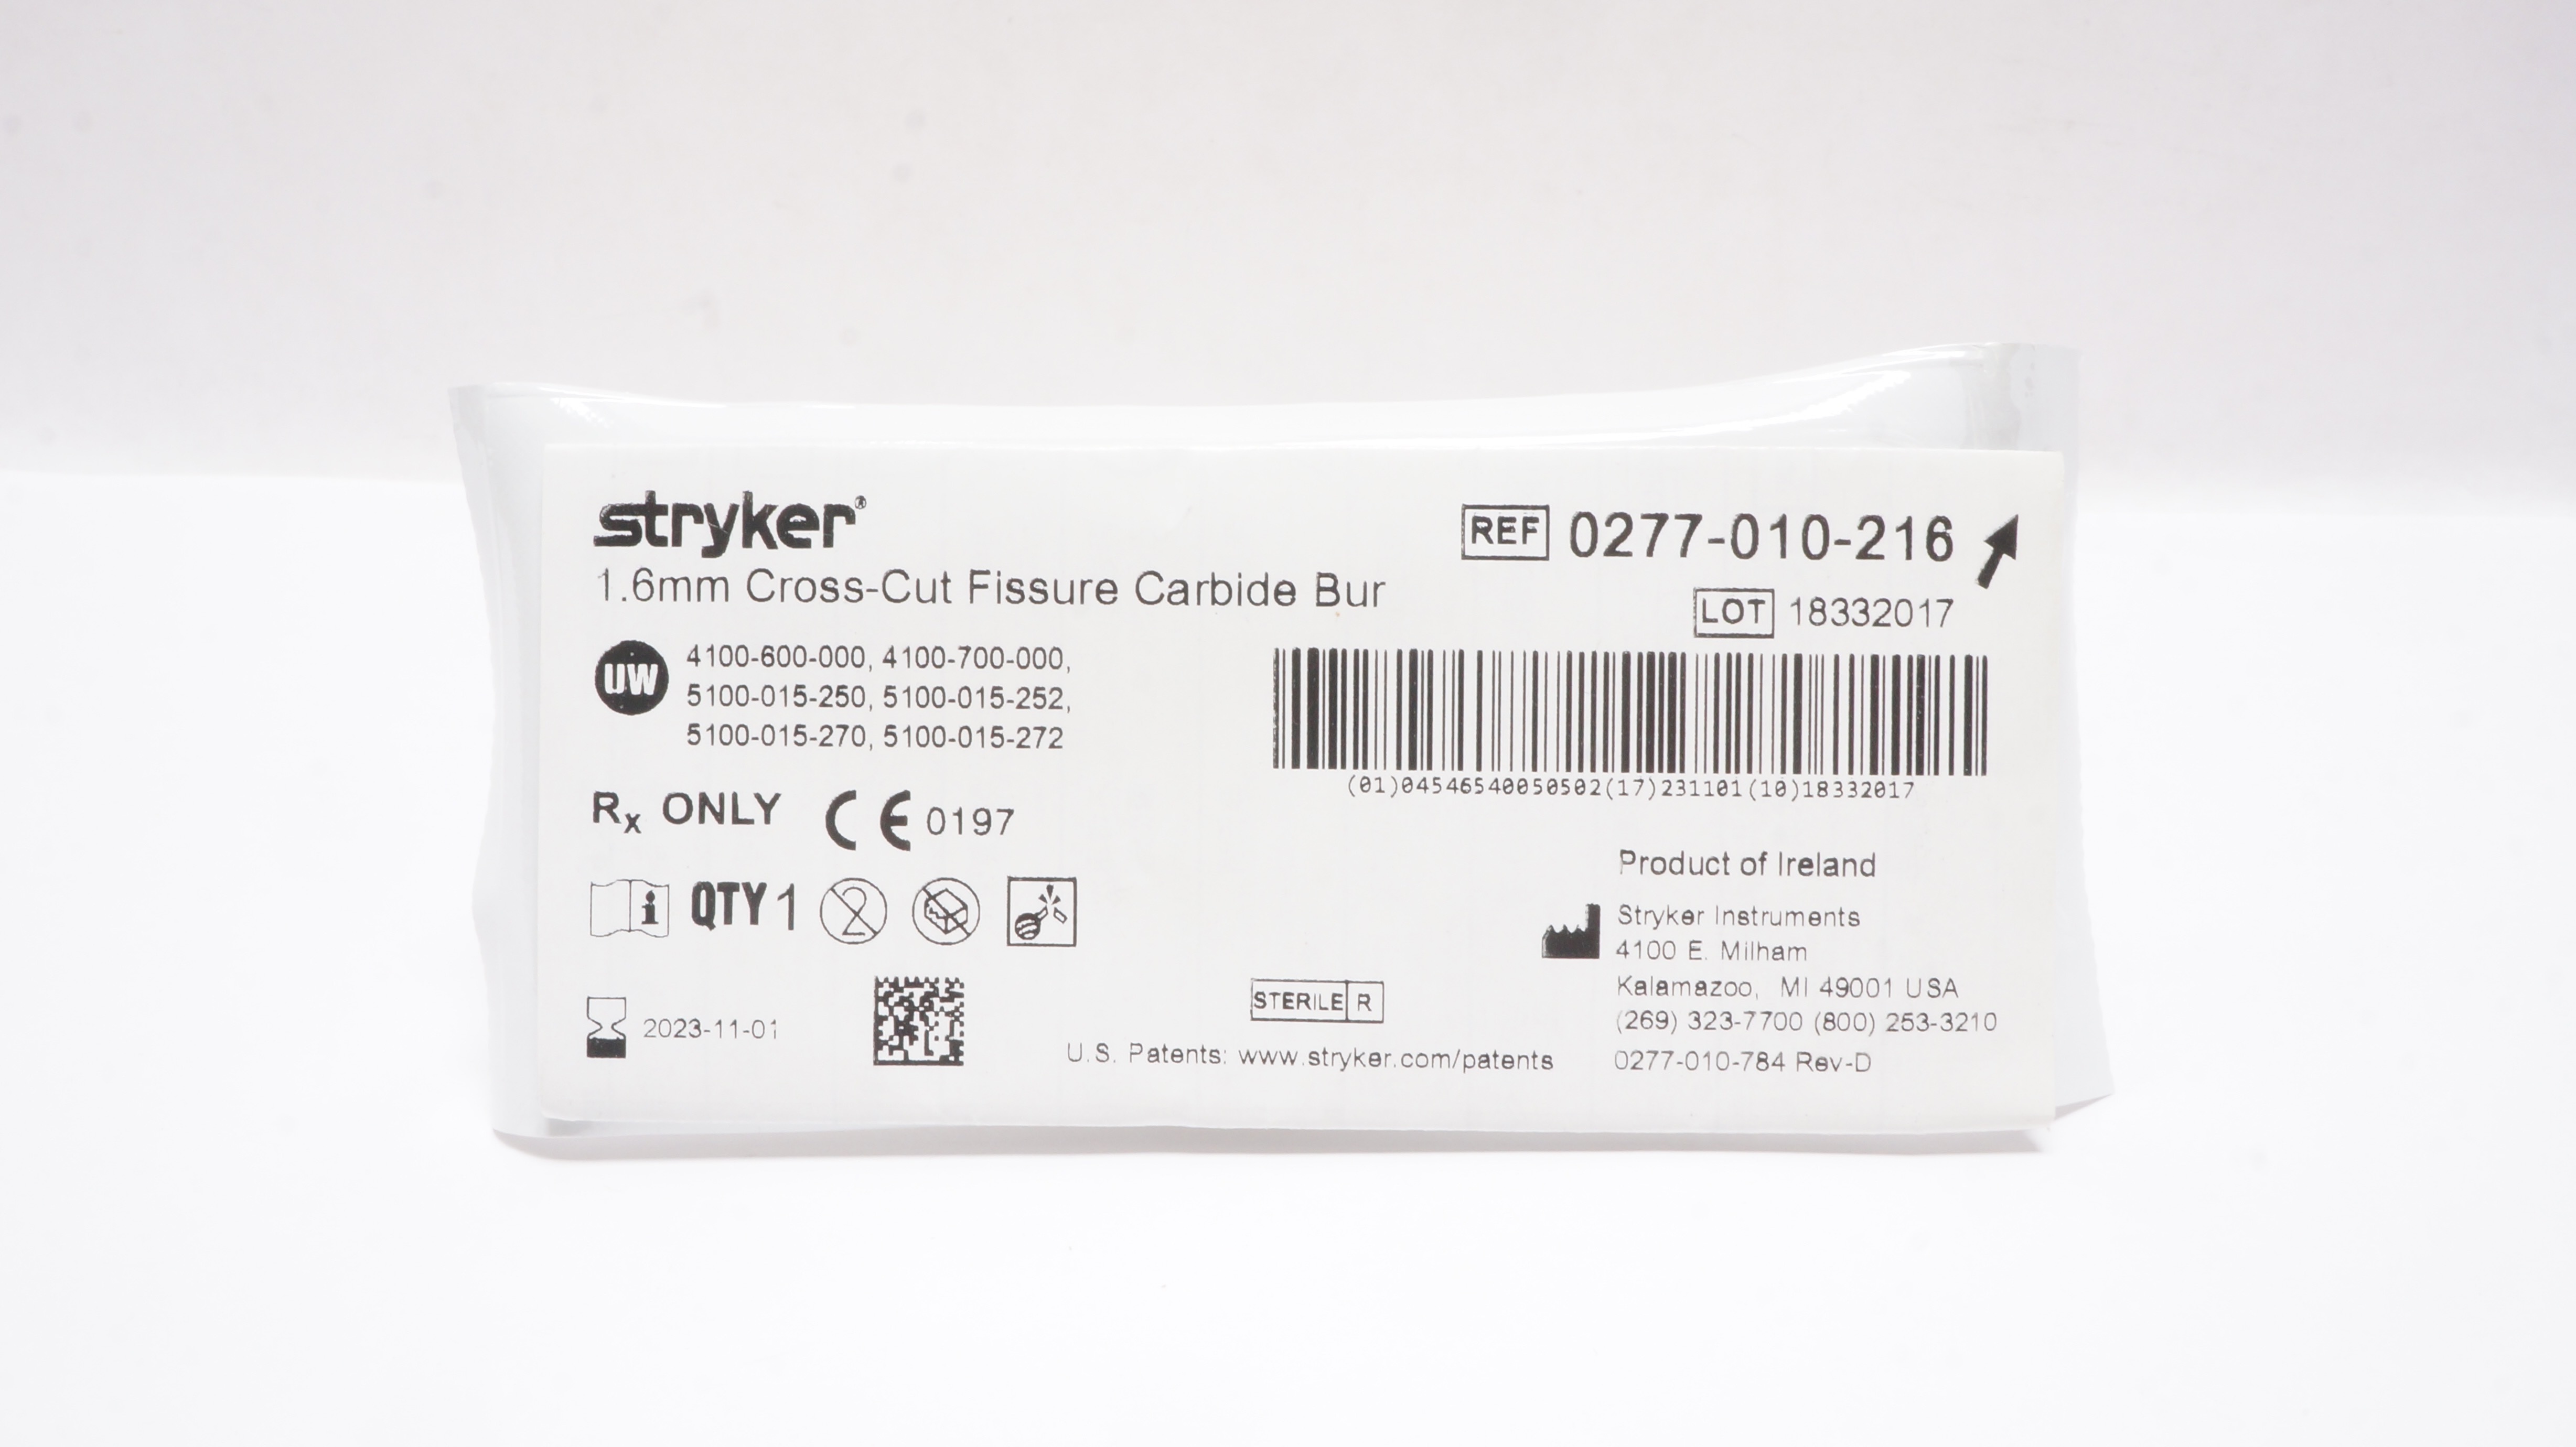 stryker®
1.6mm Cross-Cut Fissure Carbide Bur
REF 0277-010-216
LOT 18332017
UW 4100-600-000, 4100-700-000,
5100-015-250, 5100-015-252,
5100-015-270, 5100-015-272
(01)04546540050502(17)231101(10)18332017
Rx ONLY CE 0197
i QTY 1 2
2023-11-01
STERILE R
U.S. Patents: www.stryker.com/patents
Product of Ireland
Stryker Instruments
4100 E. Milham
Kalamazoo, MI 49001 USA
(269) 323-7700 (800) 253-3210
0277-010-784 Rev-D